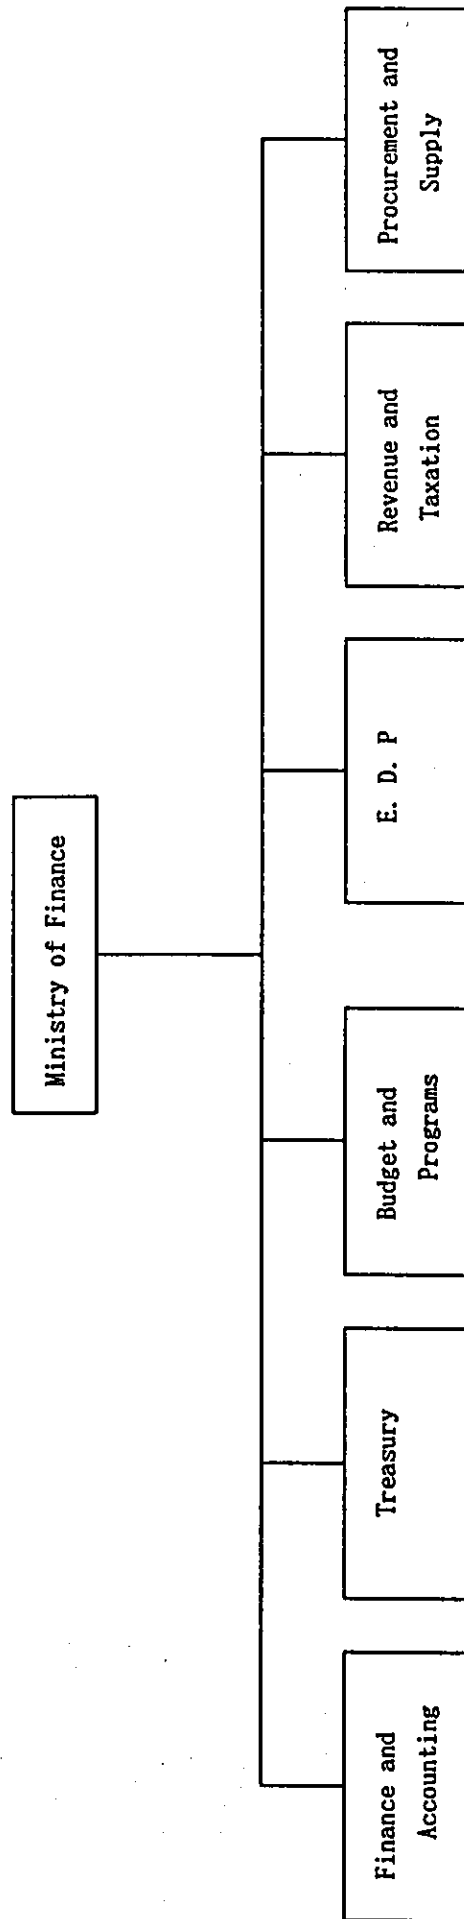 Ministry of Finance
Finance and
Accounting
Treasury
Budget and
Programs
E. D. P
Revenue and
Taxation
Procurement and
Supply